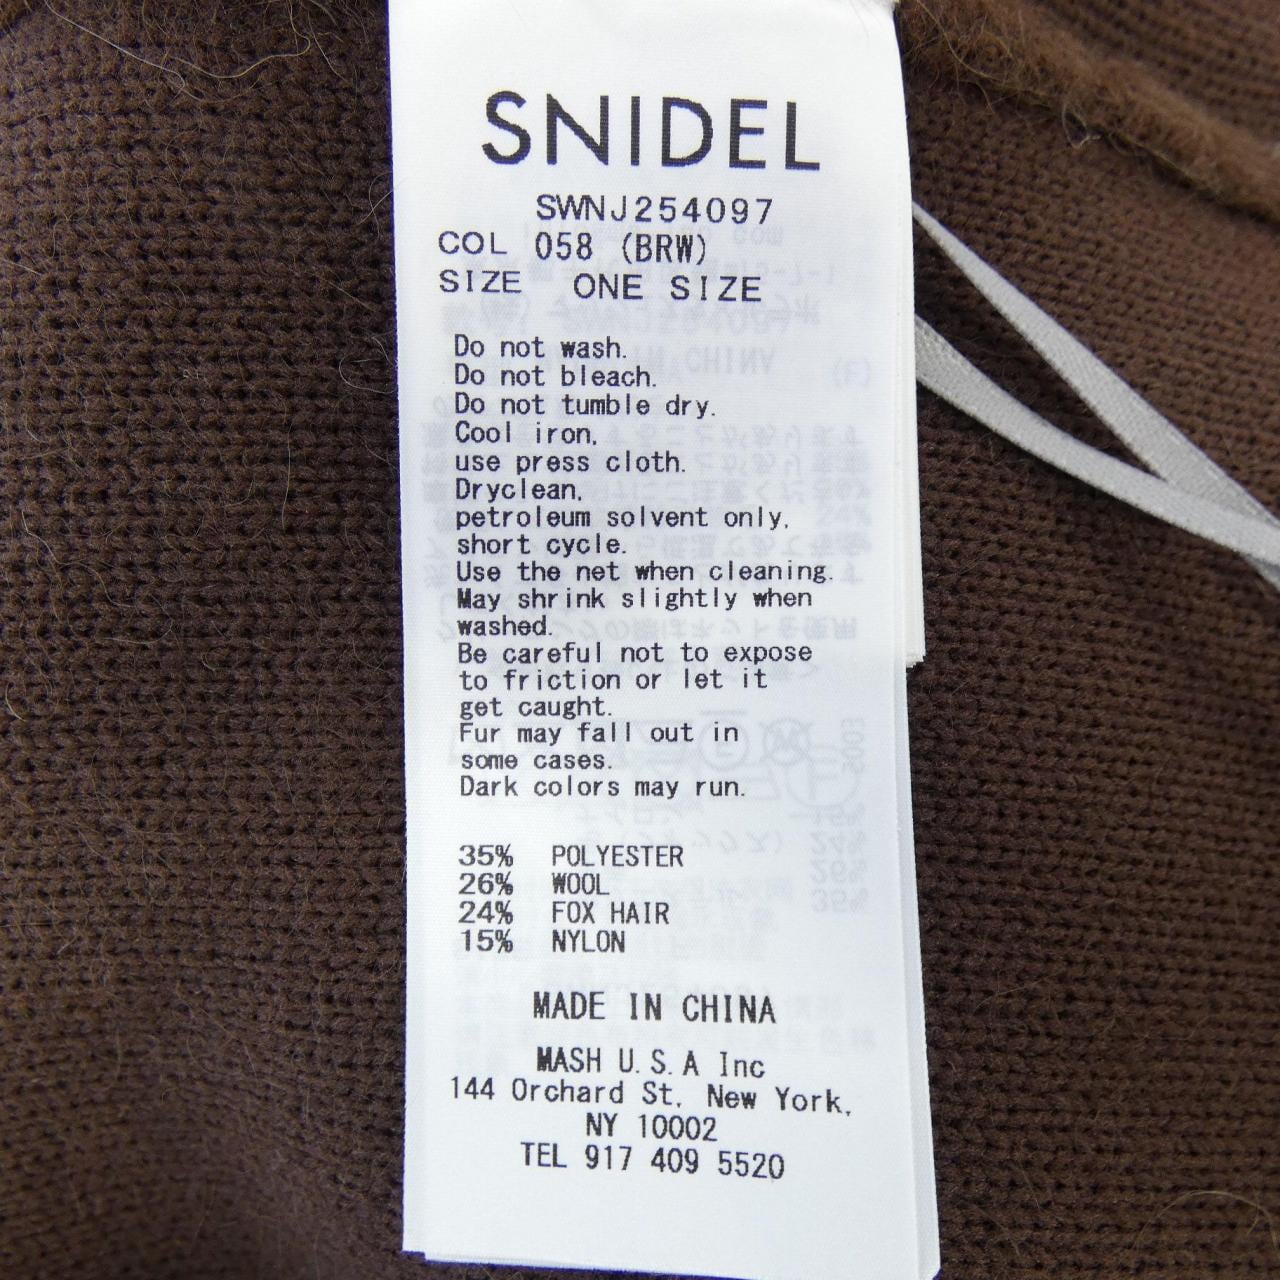 SNIDEL
SWNJ254097
COL 058 (BRW)
SIZE ONE SIZE
Do not wash.
Do not bleach.
Do not tumble dry.
Cool iron,
use press cloth.
Dryclean,
petroleum solvent only,
short cycle.
Use the net when cleaning.
May shrink slightly when
washed.
Be careful not to expose
to friction or let it
get caught.
Fur may fall out in
some cases.
Dark colors may run.
35% POLYESTER
26% WOOL
24% FOX HAIR
15% NYLON
MADE IN CHINA
MASH U.S.A Inc
144 Orchard St, New York,
NY 10002
TEL 917 409 5520